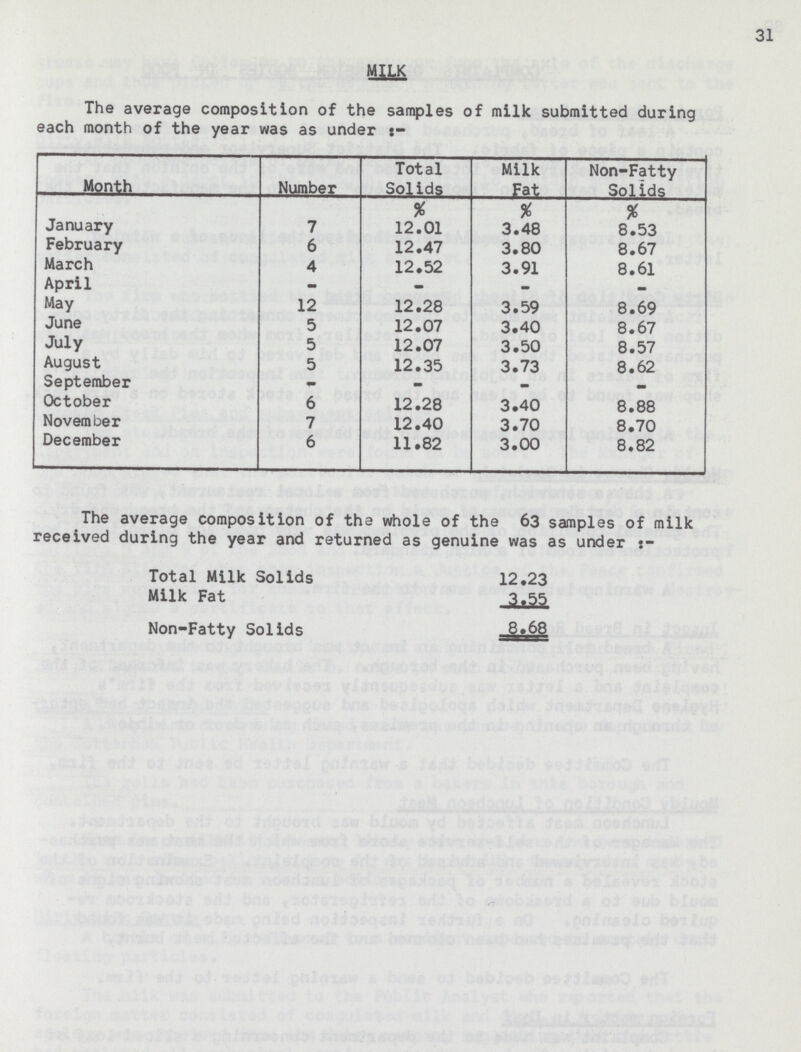 31
MILK
The average composition of the samples of milk submitted during
each month of the year was as under :-
Month Number Total Solids Milk Fat Non-Fatty Solids
% % %
January 7 12.01 3.48 8.53
February 6 12.47 3.80 8.67
March 4 12.52 3.91 8.61
April - - - -
May 12 12.28 3.59 8.69
June 5 12.07 3.40 8.67
July 5 12.07 3.50 8.57
August 5 12.35 3.73 8.62
September - - - -
October 6 12.28 3.40 8.88
November 7 12.40 3.70 8.70
December 6 11.82 3.00 8.82
The average composition of the whole of the 63 samples of milk
received during the year and returned as genuine was as under :-
Total Milk Solids 12.23
Milk Fat 3.55
Non-Fatty Solids 8.68